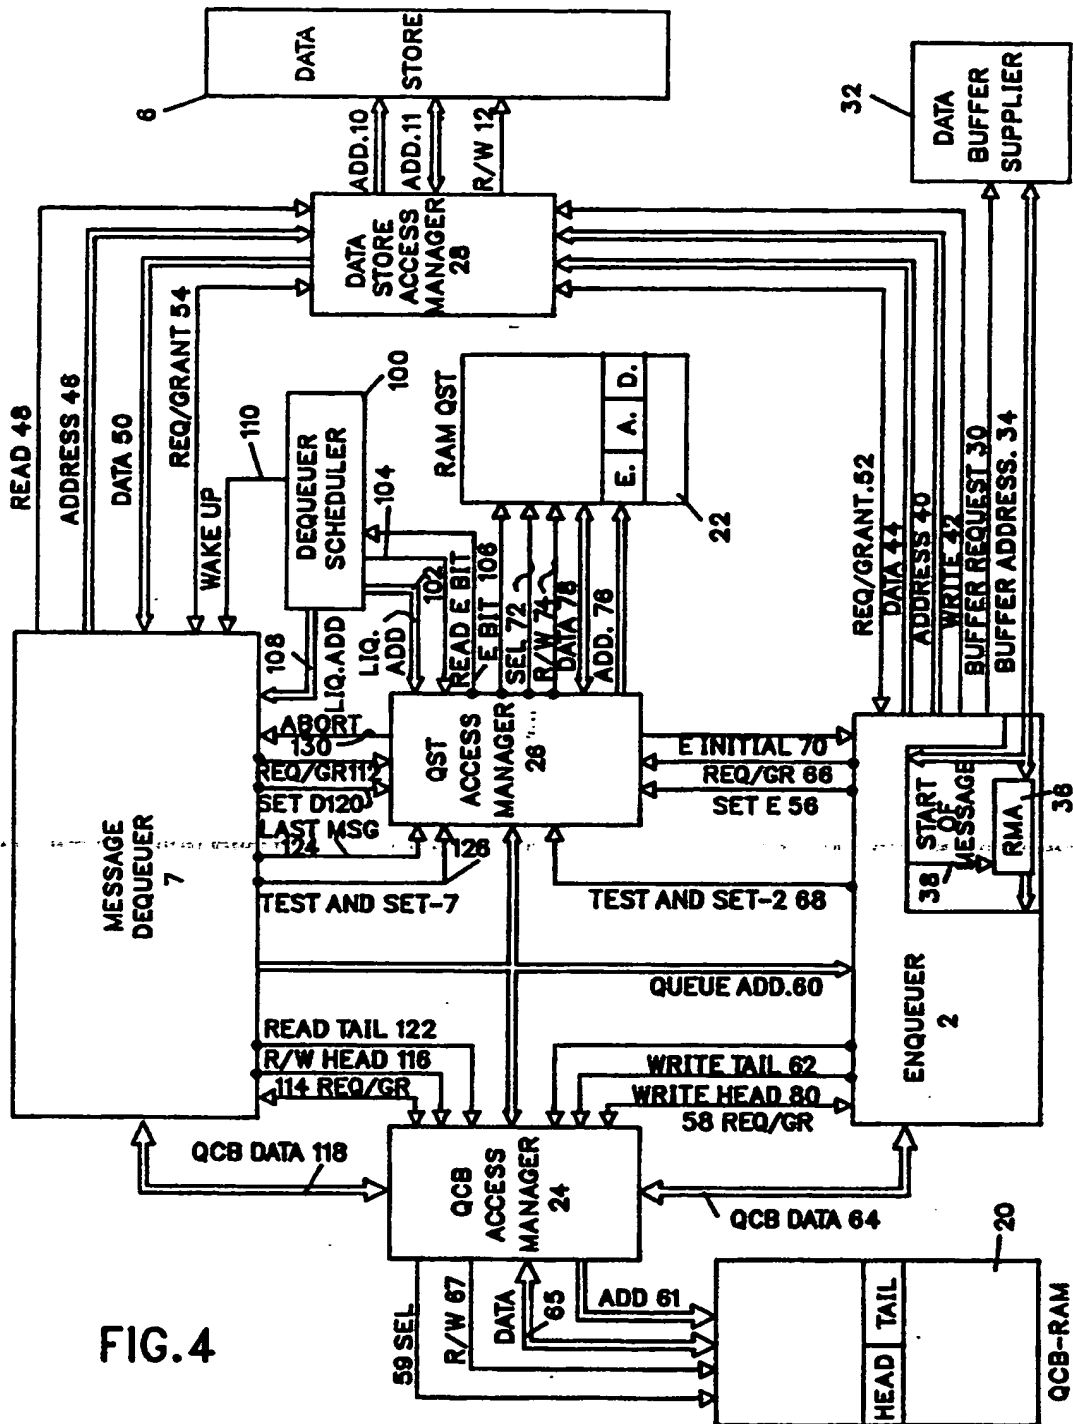 6
DATA
STORE
ADD.10
ADD.11
R/W 12
32
DATA
BUFFER
SUPPLIER
DATA
STORE
ACCESS
MANAGER
28
READ 48
ADDRESS 46
DATA 50
REQ/GRANT 54
WAKE UP
110
100
DEQUEUER
SCHEDULER
104
102
108
LIQ.ADD
LIQ.
ADD
READ E BIT
E BIT 106
SEL 72
R/W 74
DATA 78
ADD. 76
RAM QST
E. A. D.
22
REQ/GRANT.52
DATA 44
ADDRESS 40
WRITE 42
BUFFER REQUEST 30
BUFFER ADDRESS. 34
MESSAGE
DEQUEUER
7
ABORT
130
REQ/GR112
SET D120
LAST MSG
124
126
TEST AND SET-7
QST
ACCESS
MANAGER
26
E INITIAL 70
REQ/GR 66
SET E 56
TEST AND SET-2 68
START
OF
MESSAGE
38
RMA
36
QUEUE ADD.60
ENQUEUER
2
READ TAIL 122
R/W HEAD 116
114 REQ/GR
WRITE TAIL 62
WRITE HEAD 80
58 REQ/GR
QCB DATA 118
QCB
ACCESS
MANAGER
24
QCB DATA 64
59 SEL
R/W 67
DATA
65
ADD 61
20
HEAD TAIL
QCB-RAM
FIG.4